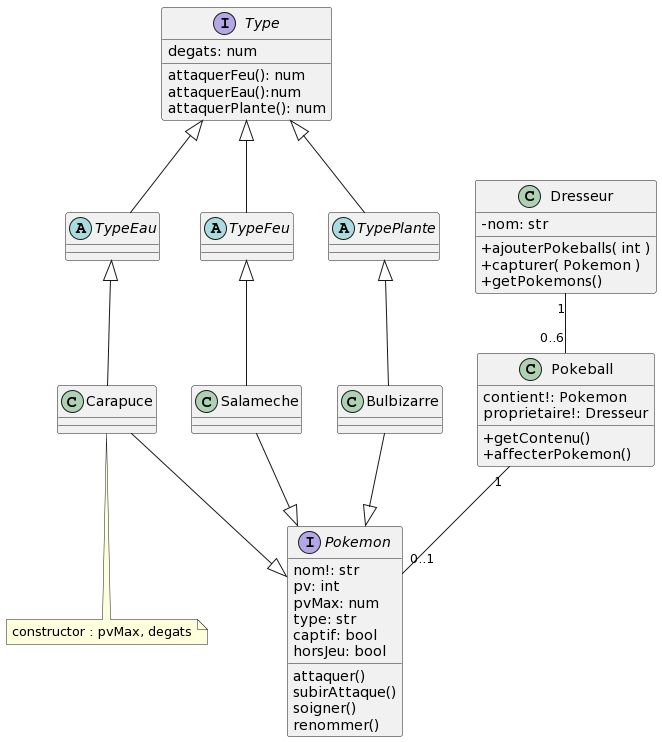 I Type
degats: num
attaquerFeu(): num
attaquerEau():num
attaquerPlante(): num
A TypeEau
A TypeFeu
A TypePlante
C Dresseur
-nom: str
+ajouterPokeballs( int )
+capturer( Pokemon )
+getPokemons()
1
0..6
C Carapuce
C Salameche
C Bulbizarre
C Pokeball
contient!: Pokemon
proprietaire!: Dresseur
+getContenu()
+affecterPokemon()
1
0..1
I Pokemon
nom!: str
pv: int
pvMax: num
type: str
captif: bool
horsJeu: bool
attaquer()
subirAttaque()
soigner()
renommer()
constructor : pvMax, degats